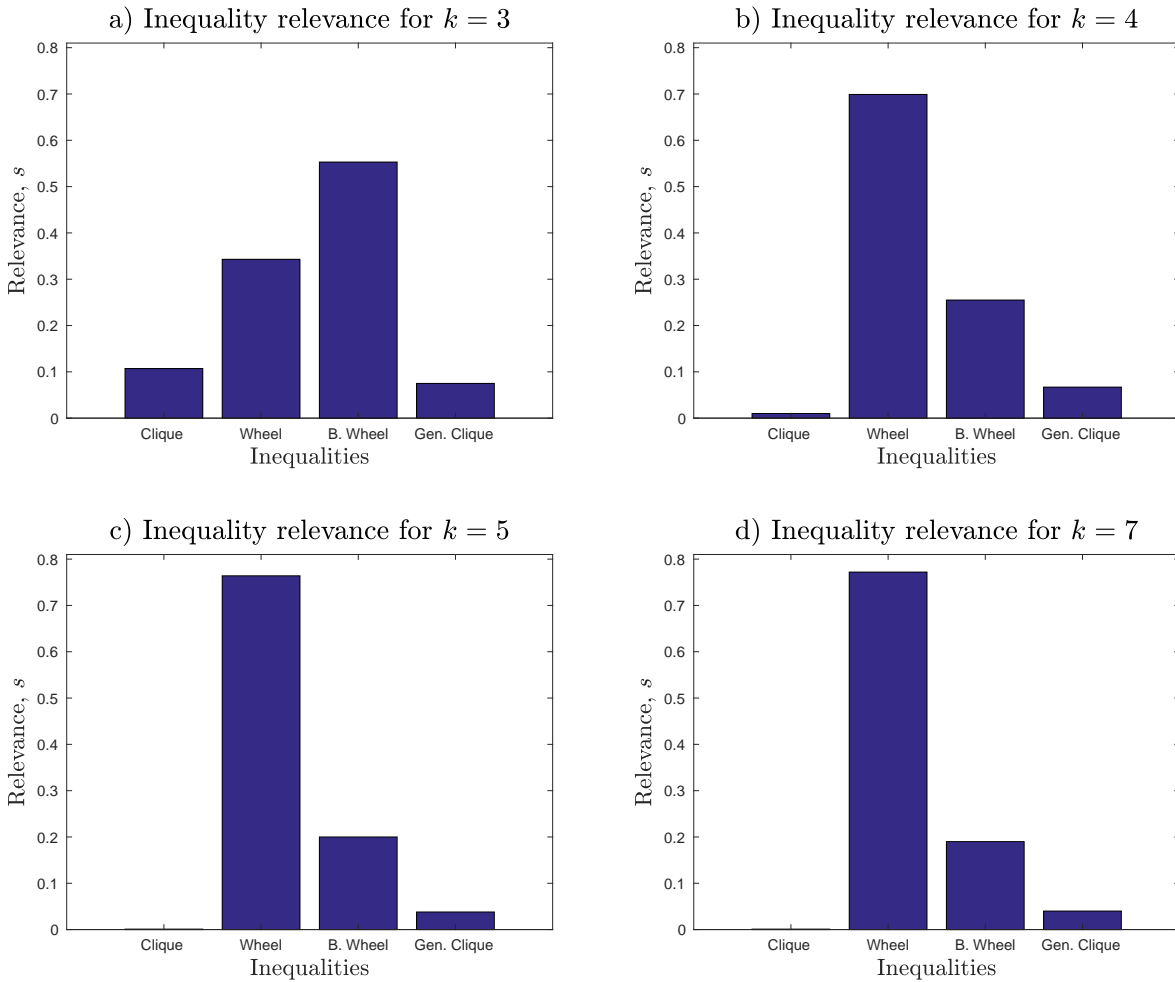 a) Inequality relevance for k = 3
0.8
0.7
0.6
0.5
0.4
0.3
0.2
0.1
0
Relevance, s
Clique Wheel B. Wheel Gen. Clique
Inequalities
b) Inequality relevance for k = 4
0.8
0.7
0.6
0.5
0.4
0.3
0.2
0.1
0
Relevance, s
Clique Wheel B. Wheel Gen. Clique
Inequalities
c) Inequality relevance for k = 5
0.8
0.7
0.6
0.5
0.4
0.3
0.2
0.1
0
Relevance, s
Clique Wheel B. Wheel Gen. Clique
Inequalities
d) Inequality relevance for k = 7
0.8
0.7
0.6
0.5
0.4
0.3
0.2
0.1
0
Relevance, s
Clique Wheel B. Wheel Gen. Clique
Inequalities